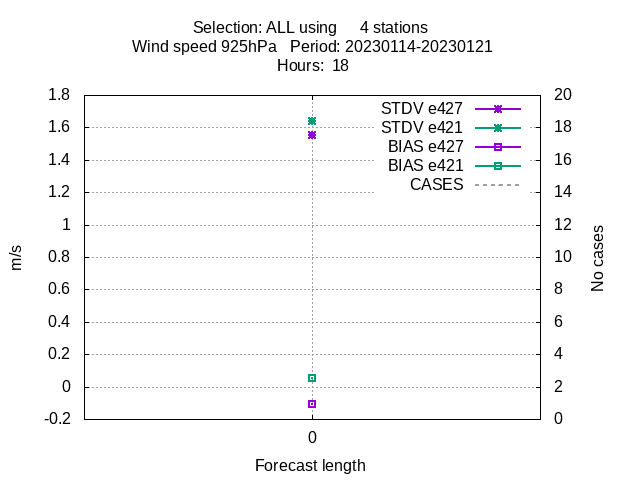 Selection: ALL using      4 stations
Wind speed 925hPa   Period: 20230114-20230121
Hours:  18
1.8
1.6
1.4
1.2
1
0.8
0.6
0.4
0.2
0
-0.2
20
18
16
14
12
10
8
6
4
2
0
STDV e427
STDV e421
BIAS e427
BIAS e421
CASES
m/s
No cases
0
Forecast length